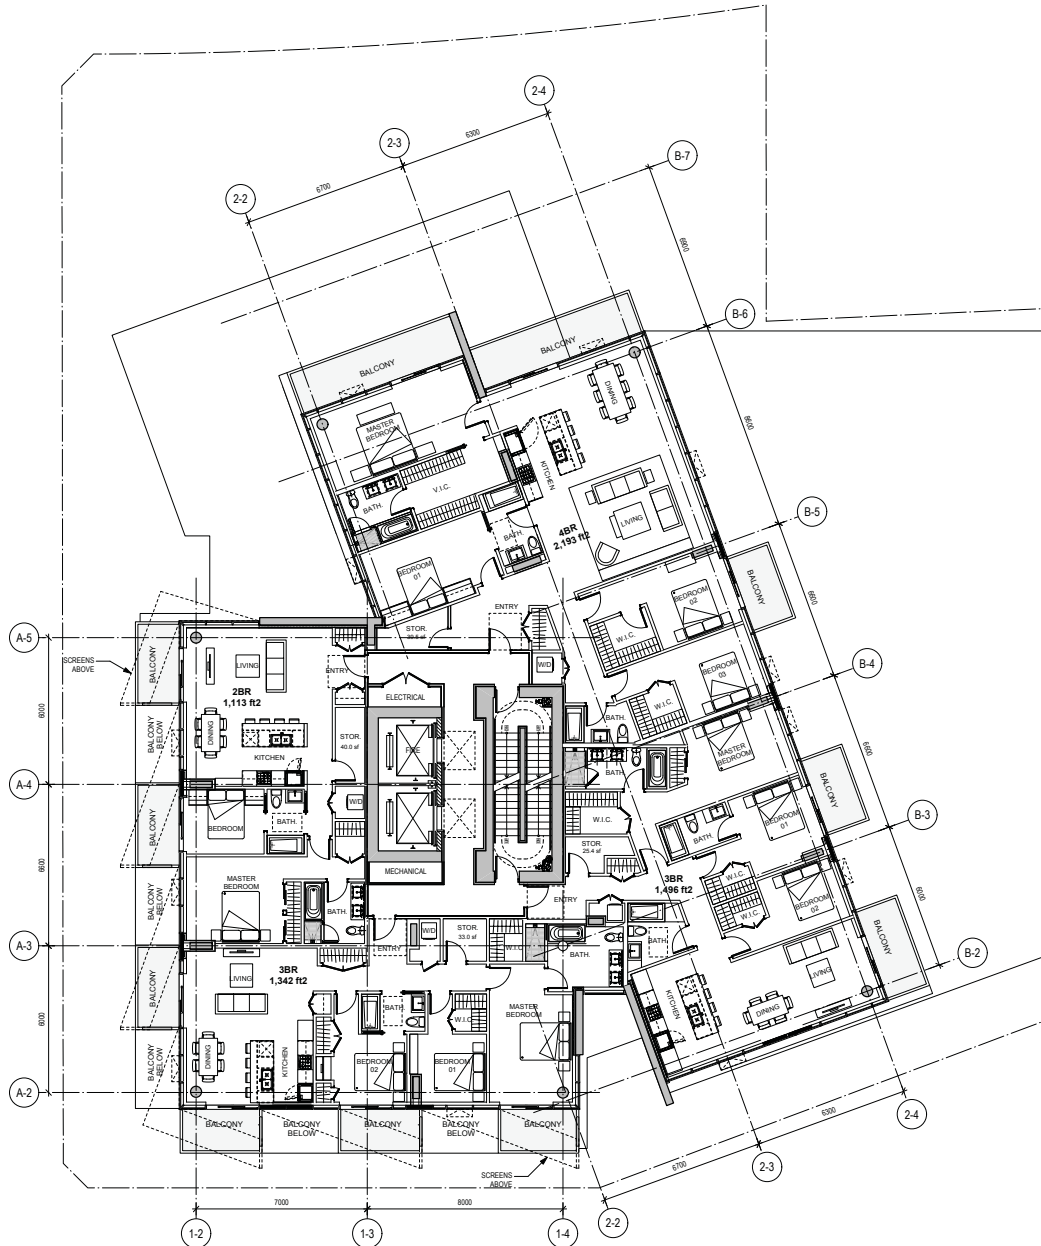 2-4
6300
2-3
B-7
6700
2-2
6900
B-6
BALCONY
BALCONY
DINING
8600
MASTER
BEDROOM
KITCHEN
V.I.C.
BATH.
LIVING
B-5
4BR
2,193 ft2
BATH.
BEDROOM
01
BALCONY
BEDROOM
02
6600
ENTRY
STOR.
A-5
W.I.C.
SCREENS
ABOVE
BALCONY
LIVING
ENTRY
W/D
B-4
BEDROOM
03
2BR
1,113 ft2
ELECTRICAL
W.I.C.
6000
BALCONY
BELOW
DINING
STOR.
40.0 sf
FIRE
BATH.
MASTER
BEDROOM
6600
KITCHEN
BATH.
BALCONY
A-4
W/D
BALCONY
BEDROOM
BATH.
W.I.C.
BEDROOM
01
BATH.
B-3
STOR.
25.4 sf
6600
MECHANICAL
3BR
1,496 ft2
W.I.C.
MASTER
BEDROOM
BALCONY
BELOW
BEDROOM
02
6000
ENTRY
W.I.C.
BATH.
W/D
STOR.
33.0 sf
BALCONY
A-3
ENTRY
W.I.C.
BATH.
BATH.
B-2
3BR
1,342 ft2
LIVING
LIVING
BALCONY
6000
KITCHEN
DINING
BATH.
W.I.C.
MASTER
BEDROOM
BALCONY
BELOW
DINING
KITCHEN
BEDROOM
02
BEDROOM
01
A-2
6300
2-4
BALCONY
BALCONY
BELOW
BALCONY
BALCONY
BELOW
BALCONY
6700
2-3
SCREENS
ABOVE
7000
8000
2-2
1-2
1-3
1-4